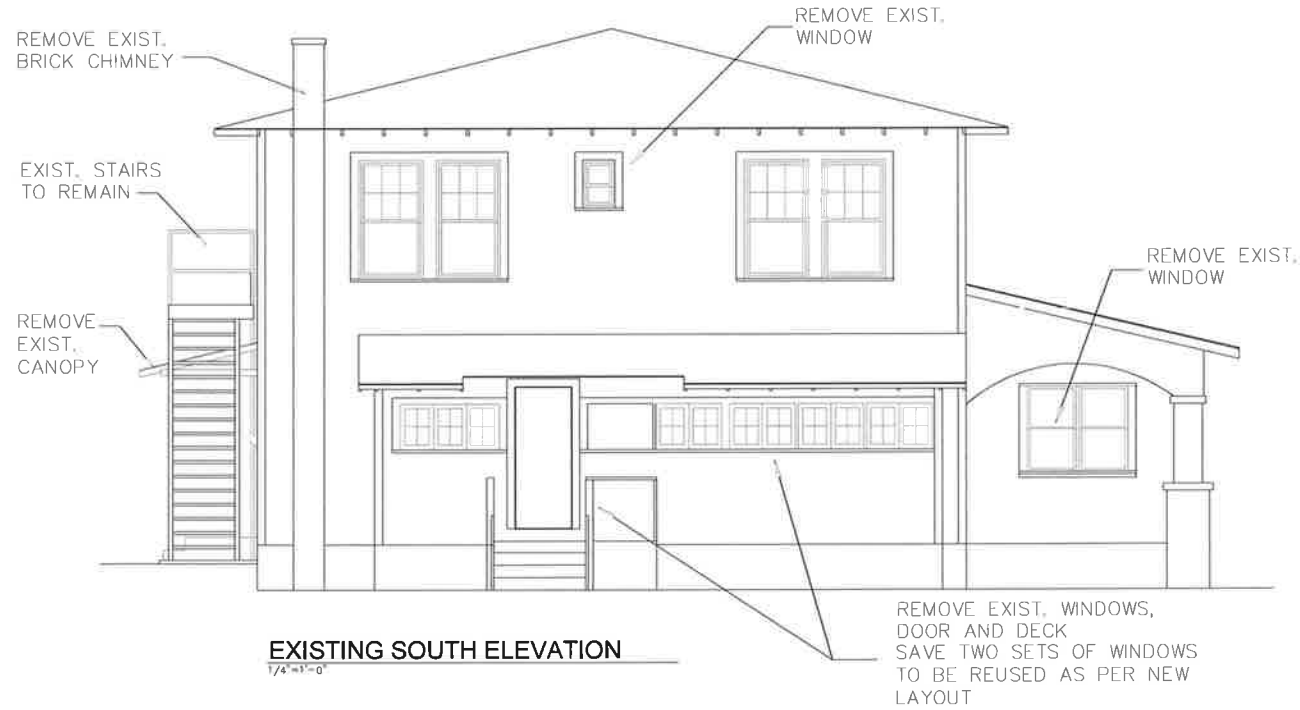 REMOVE EXIST.
BRICK CHIMNEY
REMOVE EXIST.
WINDOW
EXIST. STAIRS
TO REMAIN
REMOVE EXIST.
WINDOW
REMOVE
EXIST.
CANOPY
REMOVE EXIST. WINDOWS,
DOOR AND DECK
SAVE TWO SETS OF WINDOWS
TO BE REUSED AS PER NEW
LAYOUT
EXISTING SOUTH ELEVATION
1/4"=1'-0"